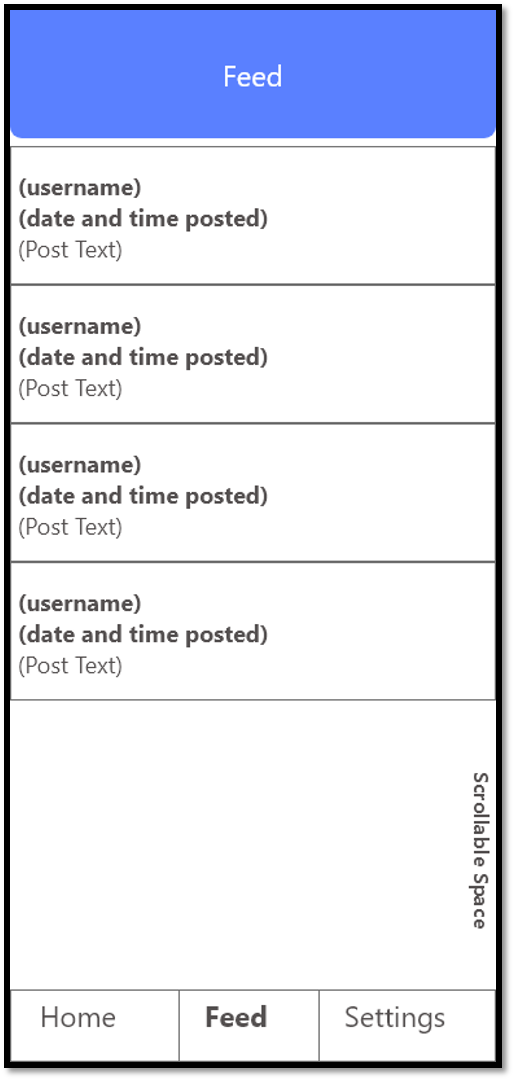 Feed
(username)
(date and time posted)
(Post Text)
(username)
(date and time posted)
(Post Text)
(username)
(date and time posted)
(Post Text)
(username)
(date and time posted)
(Post Text)
Scrollable Space
Home
Feed
Settings